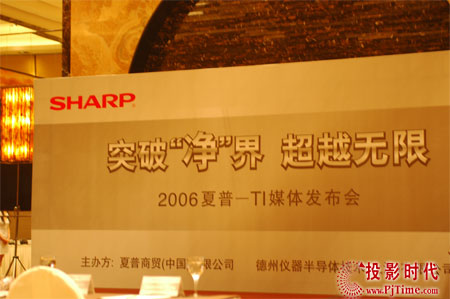 SHARP
突破“净”界 超越无限
2006夏普－TI媒体发布会
主办方：夏普商贸(中国)有限公司 德州仪器半导体技术
投影时代
www.PjTime.com